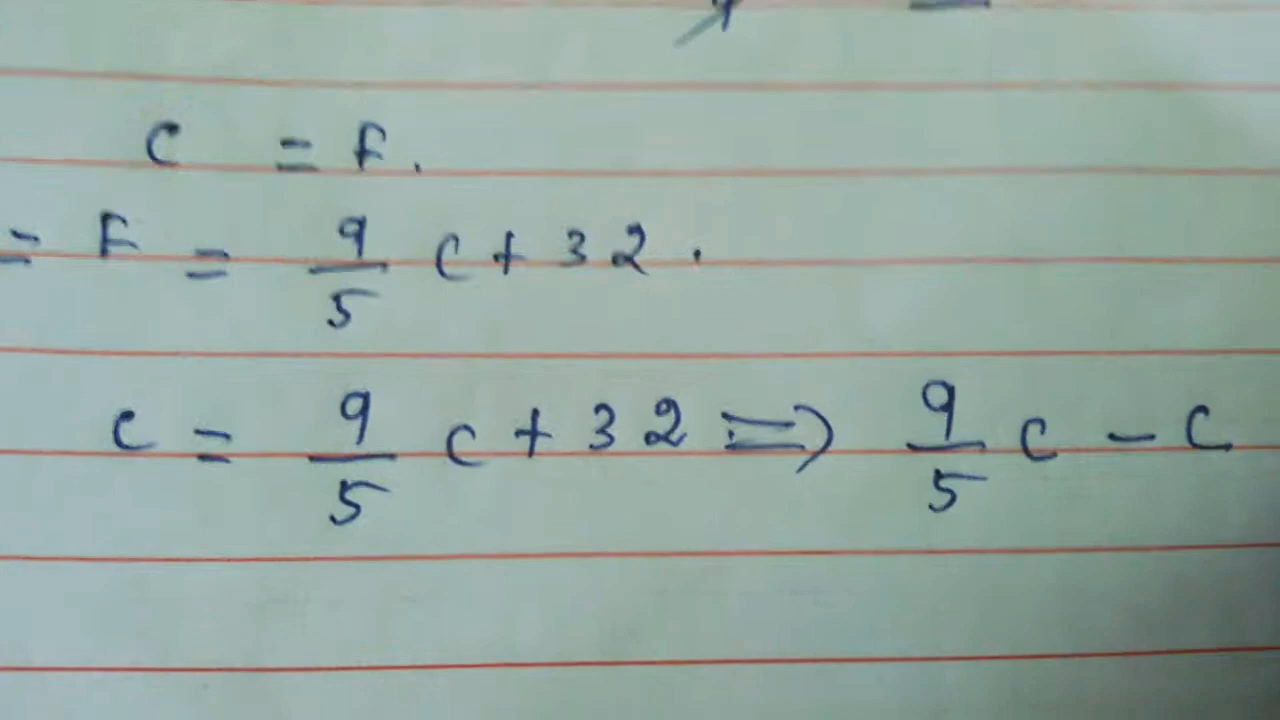 C = F.
= F = 9/5 C + 32.
C = 9/5 C + 32 ⇒ 9/5 C - C